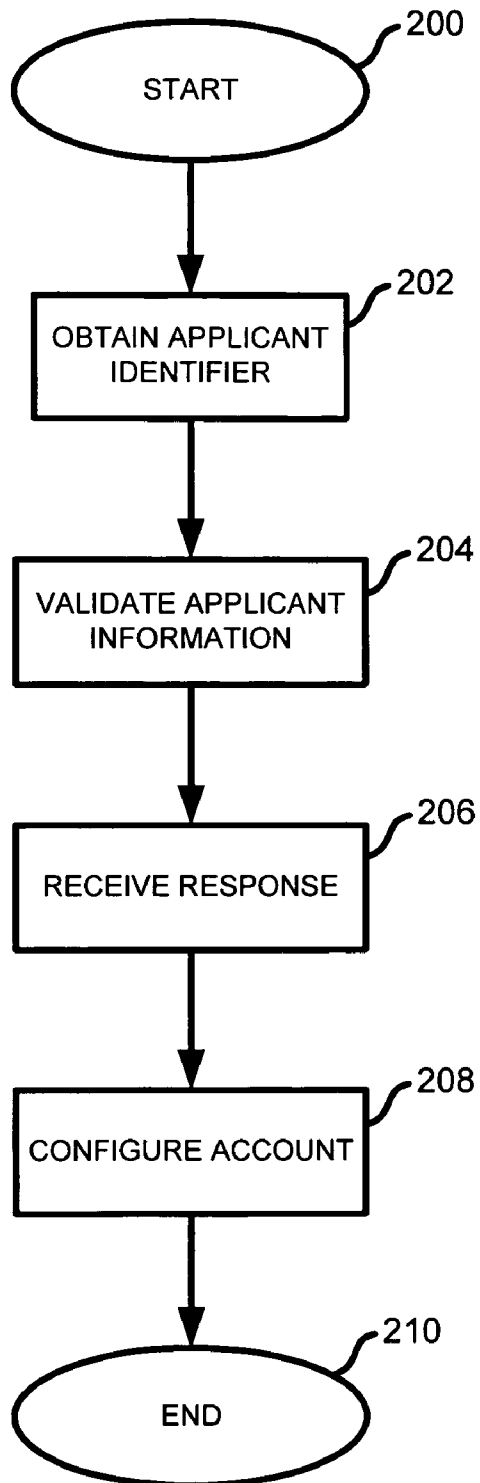 200
START
202
OBTAIN APPLICANT
IDENTIFIER
204
VALIDATE APPLICANT
INFORMATION
206
RECEIVE RESPONSE
208
CONFIGURE ACCOUNT
210
END